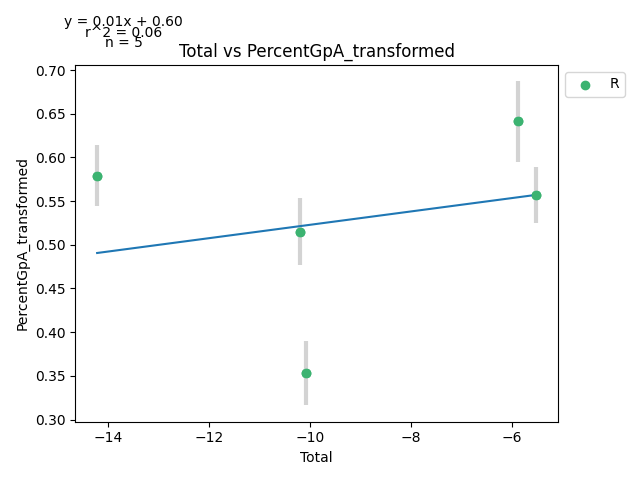 y = 0.01x + 0.60
r^2 = 0.06
n = 5
Total vs PercentGpA_transformed
R
PercentGpA_transformed
0.70
0.65
0.60
0.55
0.50
0.45
0.40
0.35
0.30
−14
−12
−10
−8
−6
Total